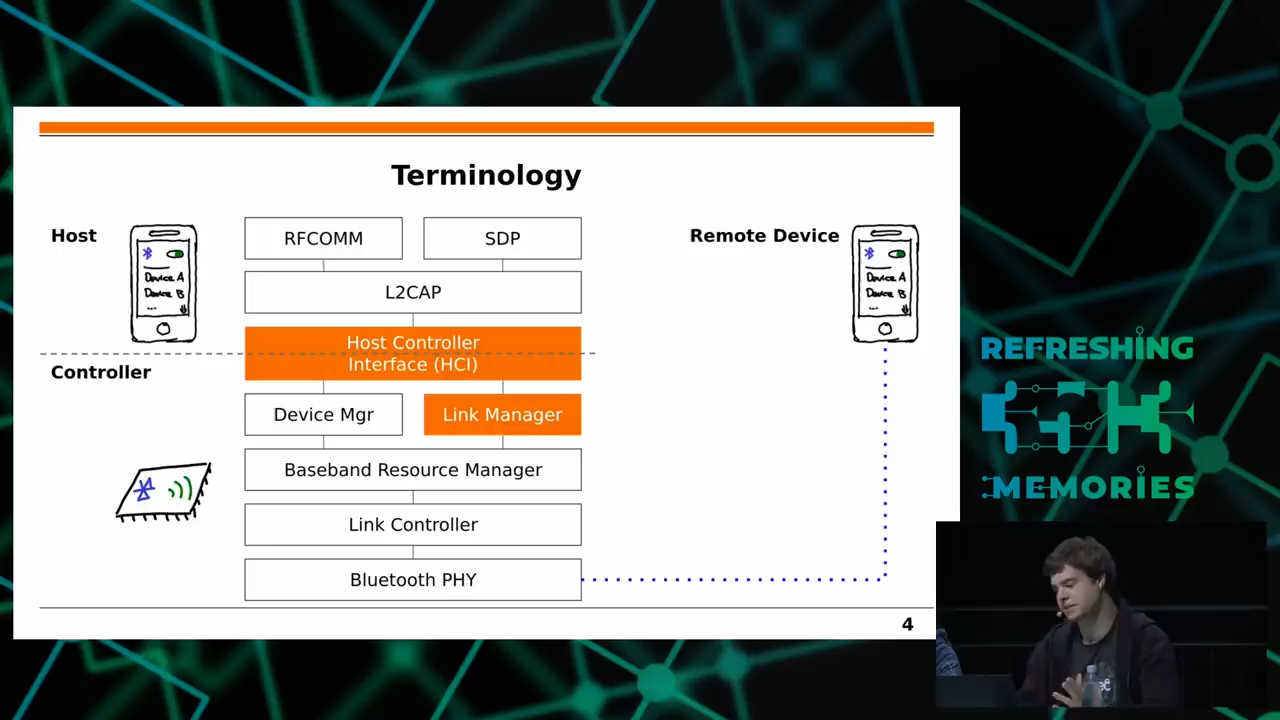 Terminology
Host
RFCOMM
SDP
Remote Device
Device A
Device B
...
Device A
Device B
...
L2CAP
Host Controller
Interface (HCI)
Controller
Device Mgr
Link Manager
Baseband Resource Manager
Link Controller
Bluetooth PHY
4
REFRESHING
MEMORIES